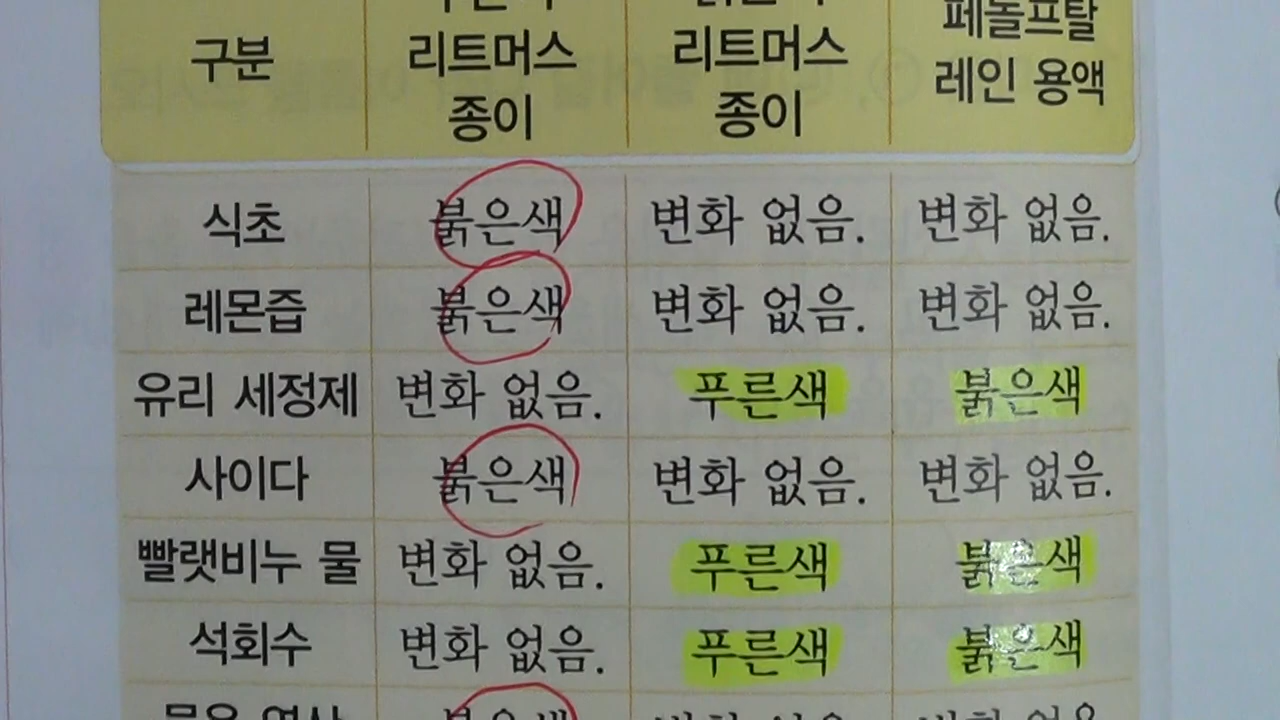 구분
리트머스
종이
리트머스
종이
페놀프탈
레인 용액
식초 붉은색 변화 없음. 변화 없음.
레몬즙 붉은색 변화 없음. 변화 없음.
유리 세정제 변화 없음. 푸른색 붉은색
사이다 붉은색 변화 없음. 변화 없음.
빨랫비누 물 변화 없음. 푸른색 붉은색
석회수 변화 없음. 푸른색 붉은색